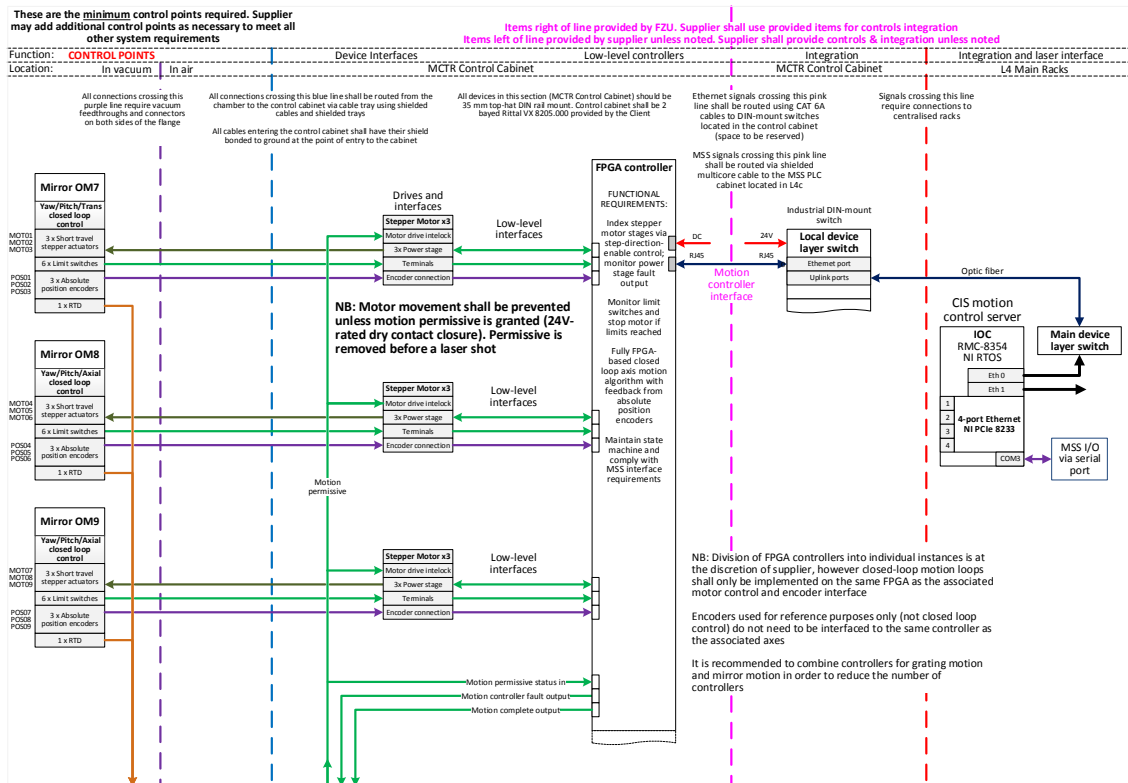 These are the minimum control points required. Supplier
may add additional control points as necessary to meet all
other system requirements
Items right of line provided by FZU. Supplier shall use provided items for controls integration
Items left of line provided by supplier unless noted. Supplier shall provide controls & integration unless noted
Function: CONTROL POINTS Device Interfaces Low-level controllers Integration Integration and laser interface
Location: In vacuum In air MCTR Control Cabinet MCTR Control Cabinet L4 Main Racks
All connections crossing this
purple line require vacuum
feedthroughs and connectors
on both sides of the flange
All connections crossing this blue line shall be routed from the
chamber to the control cabinet via cable tray using shielded
cables and shielded trays
All cables entering the control cabinet shall have their shield
bonded to ground at the point of entry to the cabinet
All devices in this section (MCTR Control Cabinet) should be
35 mm top-hat DIN rail mount. Control cabinet shall be 2
bayed Rittal VX 8205.000 provided by the Client
Ethernet signals crossing this pink
line shall be routed using CAT 6A
cables to DIN-mount switches
located in the control cabinet
(space to be reserved)
MSS signals crossing this pink line
shall be routed via shielded
multicore cable to the MSS PLC
cabinet located in L4c
Signals crossing this line
require connections to
centralised racks
Mirror OM7
Yaw/Pitch/Trans
closed loop
control
MOT01
MOT02
MOT03
3 x Short travel
stepper actuators
6 x Limit switches
POS01
POS02
POS03
3 x Absolute
position encoders
1 x RTD
Drives and
interfaces
Stepper Motor x3
Motor drive intelock
3x Power stage
Terminals
Encoder connection
Low-level
interfaces
FPGA controller
FUNCTIONAL
REQUIREMENTS:
Index stepper
motor stages via
step-direction-
enable control;
monitor power
stage fault
output
Monitor limit
switches and
stop motor if
limits reached
Fully FPGA-
based closed
loop axis motion
algorithm with
feedback from
absolute
position
encoders
Maintain state
machine and
comply with
MSS interface
requirements
DC 24V
RJ45 RJ45
Motion
controller
interface
Industrial DIN-mount
switch
Local device
layer switch
Ethernet port
Uplink ports
Optic fiber
CIS motion
control server
IOC
RMC-8354
NI RTOS
Eth 0
Eth 1
1
2
3
4
4-port Ethernet
NI PCIe 8233
COM3
Main device
layer switch
MSS I/O
via serial
port
NB: Motor movement shall be prevented
unless motion permissive is granted (24V-
rated dry contact closure). Permissive is
removed before a laser shot
Mirror OM8
Yaw/Pitch/Axial
closed loop
control
MOT04
MOT05
MOT06
3 x Short travel
stepper actuators
6 x Limit switches
POS04
POS05
POS06
3 x Absolute
position encoders
1 x RTD
Stepper Motor x3
Motor drive intelock
3x Power stage
Terminals
Encoder connection
Low-level
interfaces
Motion
permissive
Mirror OM9
Yaw/Pitch/Axial
closed loop
control
MOT07
MOT08
MOT09
3 x Short travel
stepper actuators
6 x Limit switches
POS07
POS08
POS09
3 x Absolute
position encoders
1 x RTD
Stepper Motor x3
Motor drive intelock
3x Power stage
Terminals
Encoder connection
Low-level
interfaces
NB: Division of FPGA controllers into individual instances is at
the discretion of supplier, however closed-loop motion loops
shall only be implemented on the same FPGA as the associated
motor control and encoder interface
Encoders used for reference purposes only (not closed loop
control) do not need to be interfaced to the same controller as
the associated axes
It is recommended to combine controllers for grating motion
and mirror motion in order to reduce the number of
controllers
Motion permissive status in
Motion controller fault output
Motion complete output